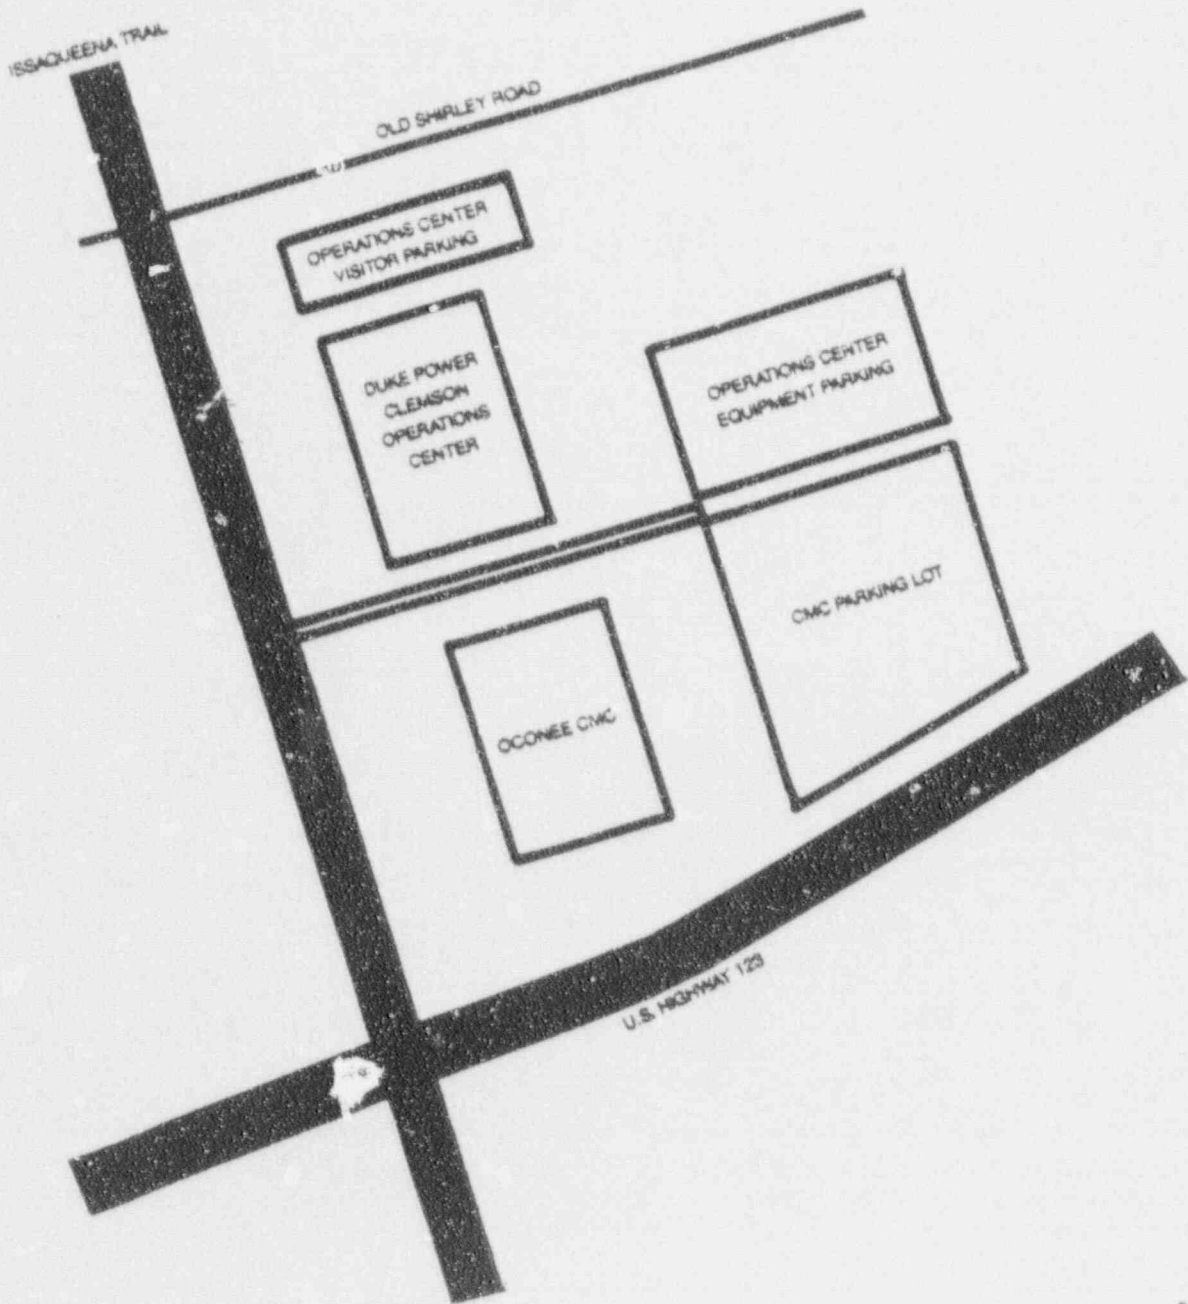 ISSAQUEENA TRAIL
OLD SHIRLEY ROAD
OPERATIONS CENTER
VISITOR PARKING
DUKE POWER
CLEMSON
OPERATIONS
CENTER
OPERATIONS CENTER
EQUIPMENT PARKING
CMC PARKING LOT
OCONEE CMC
U.S. HIGHWAY 123